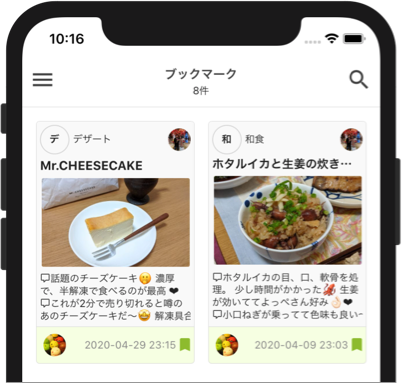 10:16
ブックマーク
8件
デ デザート
Mr.CHEESECAKE
話題のチーズケーキ🤭 濃厚
で、半解凍で食べるのが最高 ❤
これが2分で売り切れると噂の
あのチーズケーキだ〜🤩 解凍具合
2020-04-29 23:15
和 和食
ホタルイカと生姜の炊き…
ホタルイカの目、口、軟骨を処
理。 少し時間がかかった🦑 生姜
が効いててよっぺさん好み👌🏻❤
小口ねぎが乗ってて色味も良い〜
2020-04-09 23:03